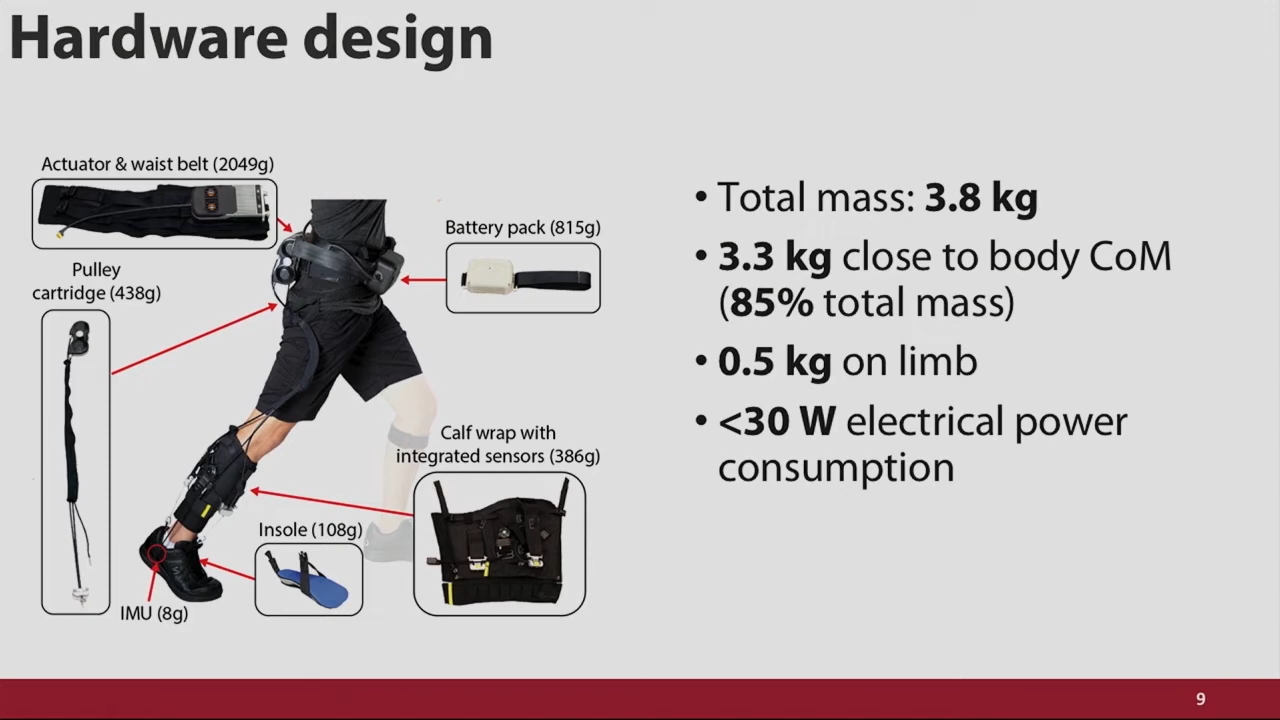 Hardware design
Actuator & waist belt (2049g)
Battery pack (815g)
Pulley
cartridge (438g)
Calf wrap with
integrated sensors (386g)
Insole (108g)
IMU (8g)
• Total mass: 3.8 kg
• 3.3 kg close to body CoM
(85% total mass)
• 0.5 kg on limb
• <30 W electrical power
consumption
9